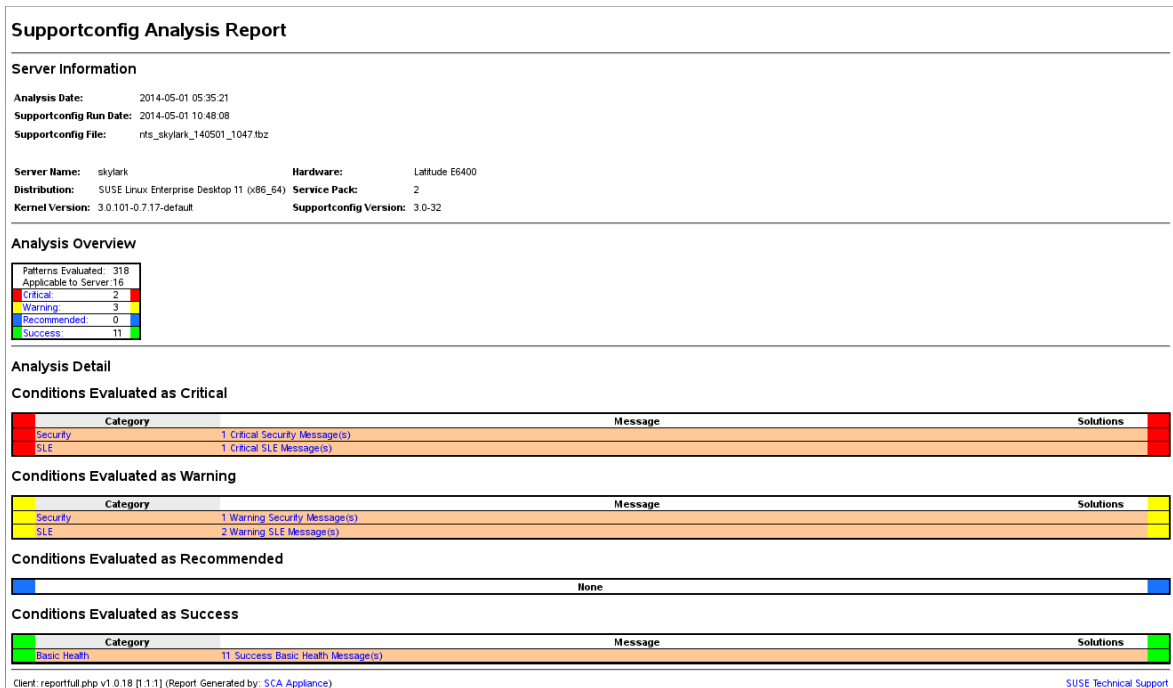 Supportconfig Analysis Report
Server Information
Analysis Date: 2014-05-01 05:35:21
Supportconfig Run Date: 2014-05-01 10:48:08
Supportconfig File: nts_skylark_140501_1047.tbz
Server Name: skylark Hardware: Latitude E6400
Distribution: SUSE Linux Enterprise Desktop 11 (x86_64) Service Pack: 2
Kernel Version: 3.0.101-0.7.17-default Supportconfig Version: 3.0-32
Analysis Overview
Patterns Evaluated: 318
Applicable to Server: 16
Critical: 2
Warning: 3
Recommended: 0
Success: 11
Analysis Detail
Conditions Evaluated as Critical
Category Message Solutions
Security 1 Critical Security Message(s)
SLE 1 Critical SLE Message(s)
Conditions Evaluated as Warning
Category Message Solutions
Security 1 Warning Security Message(s)
SLE 2 Warning SLE Message(s)
Conditions Evaluated as Recommended
None
Conditions Evaluated as Success
Category Message Solutions
Basic Health 11 Success Basic Health Message(s)
Client: reportfull.php v1.0.18 [1:1:1] (Report Generated by: SCA Appliance) SUSE Technical Support